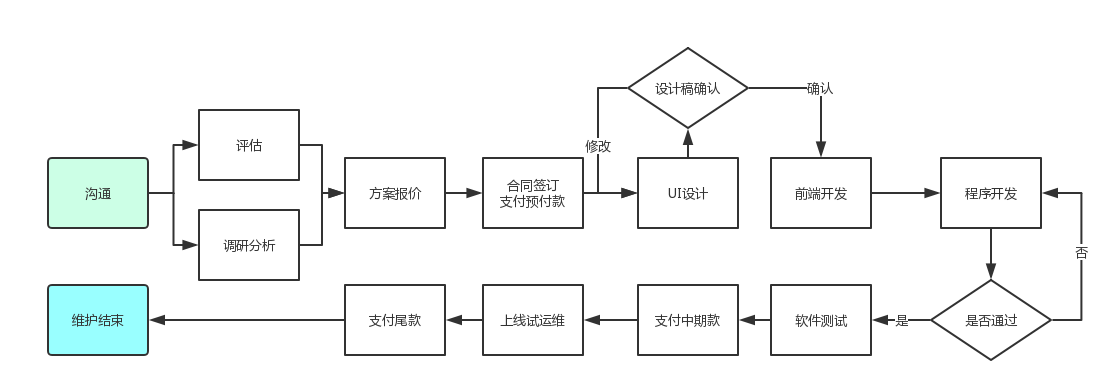 设计稿确认
确认
评估
修改
沟通
方案报价
合同签订
支付预付款
UI设计
前端开发
程序开发
调研分析
否
维护结束
支付尾款
上线试运维
支付中期款
软件测试
是
是否通过